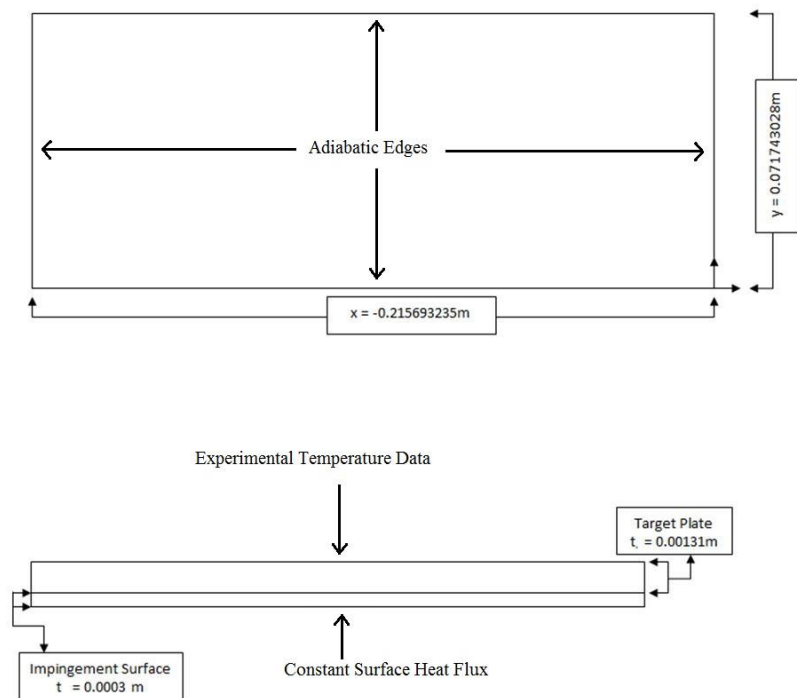 Adiabatic Edges
y = 0.071743028m
x = -0.215693235m
Experimental Temperature Data
Target Plate
t, = 0.00131m
Impingement Surface
t = 0.0003 m
Constant Surface Heat Flux